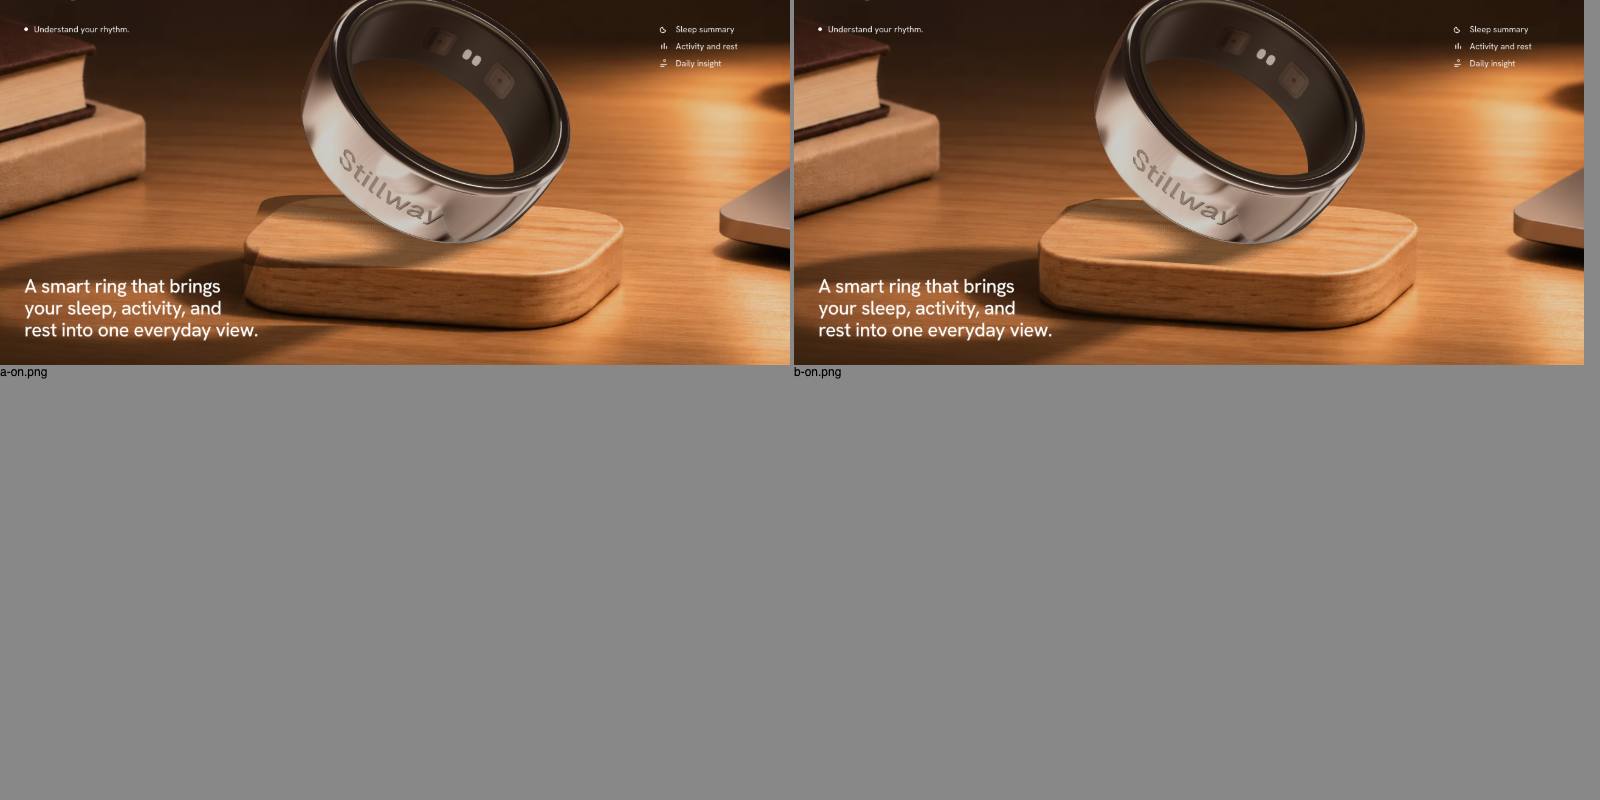 Understand your rhythm.
Sleep summary
Activity and rest
Daily insight
Stillway
A smart ring that brings
your sleep, activity, and
rest into one everyday view.
a-on.png
Understand your rhythm.
Sleep summary
Activity and rest
Daily insight
Stillway
A smart ring that brings
your sleep, activity, and
rest into one everyday view.
b-on.png